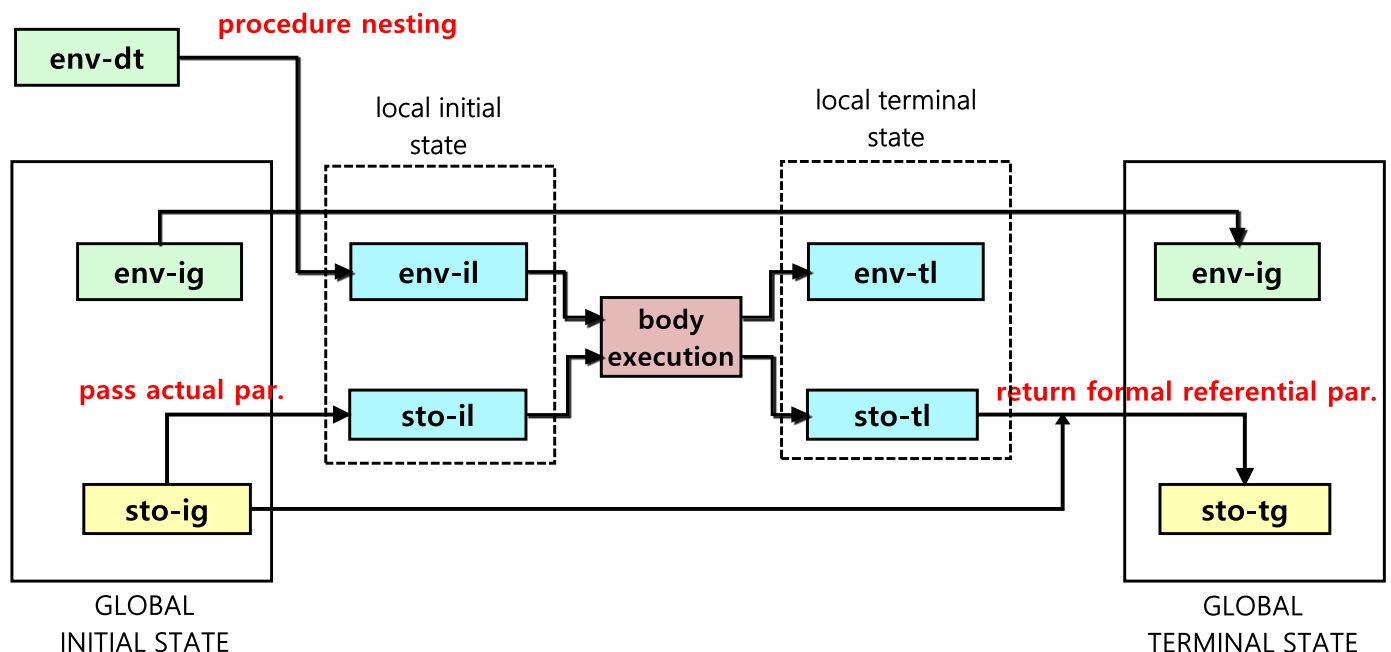 procedure nesting
env-dt
local initial
state
local terminal
state
env-ig
env-il
env-tl
env-ig
body
execution
pass actual par.
return formal referential par.
sto-il
sto-tl
sto-ig
sto-tg
GLOBAL
INITIAL STATE
GLOBAL
TERMINAL STATE